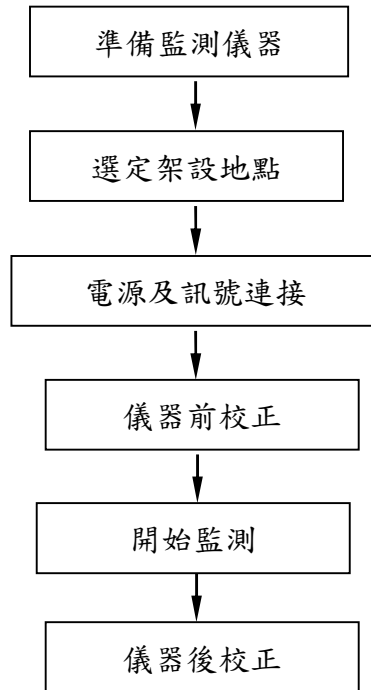 準備監測儀器
選定架設地點
電源及訊號連接
儀器前校正
開始監測
儀器後校正